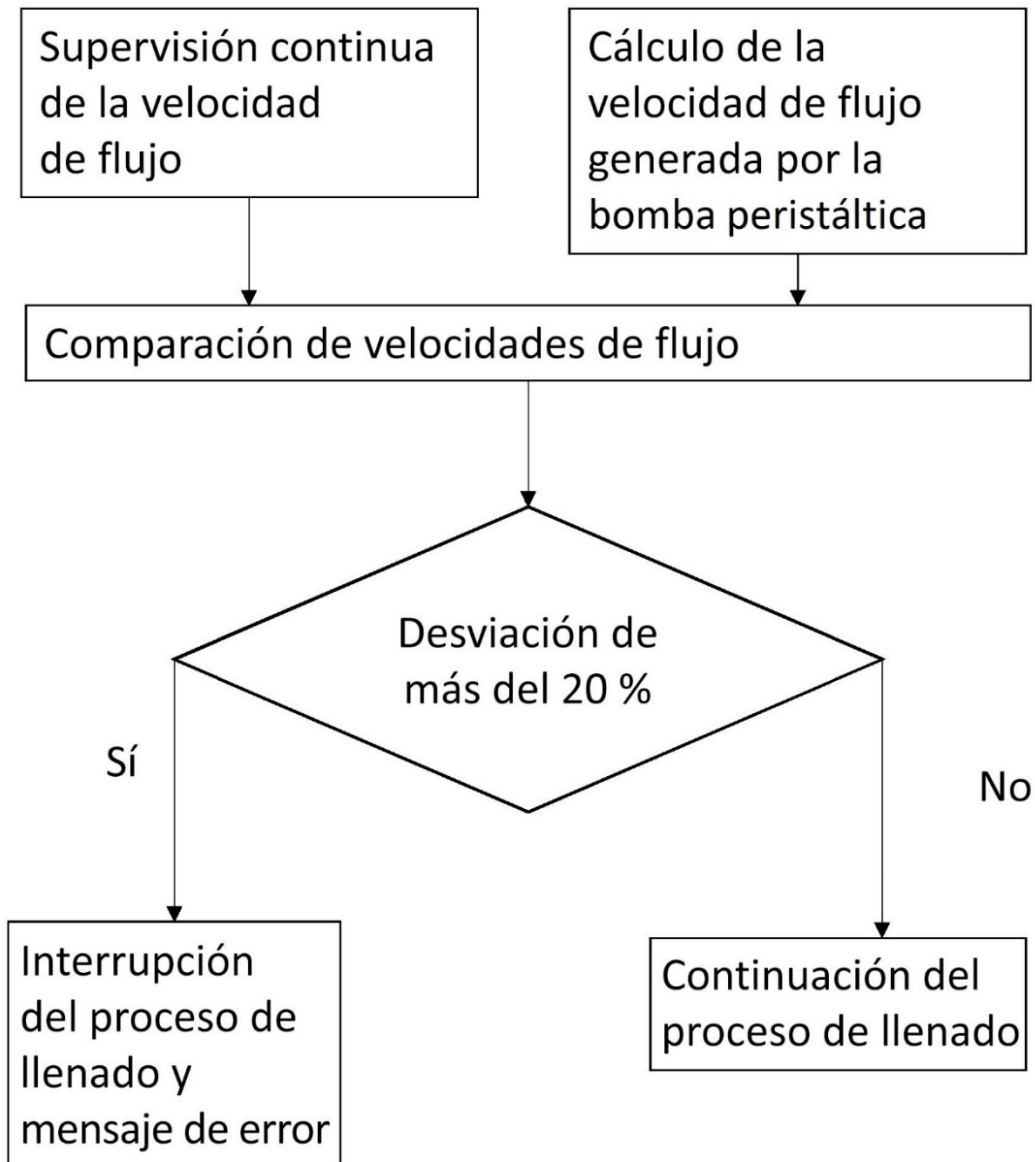 Supervisión continua
de la velocidad
de flujo
Cálculo de la
velocidad de flujo
generada por la
bomba peristáltica
Comparación de velocidades de flujo
Desviación de
más del 20 %
Sí
No
Interrupción
del proceso de
llenado y
mensaje de error
Continuación del
proceso de llenado